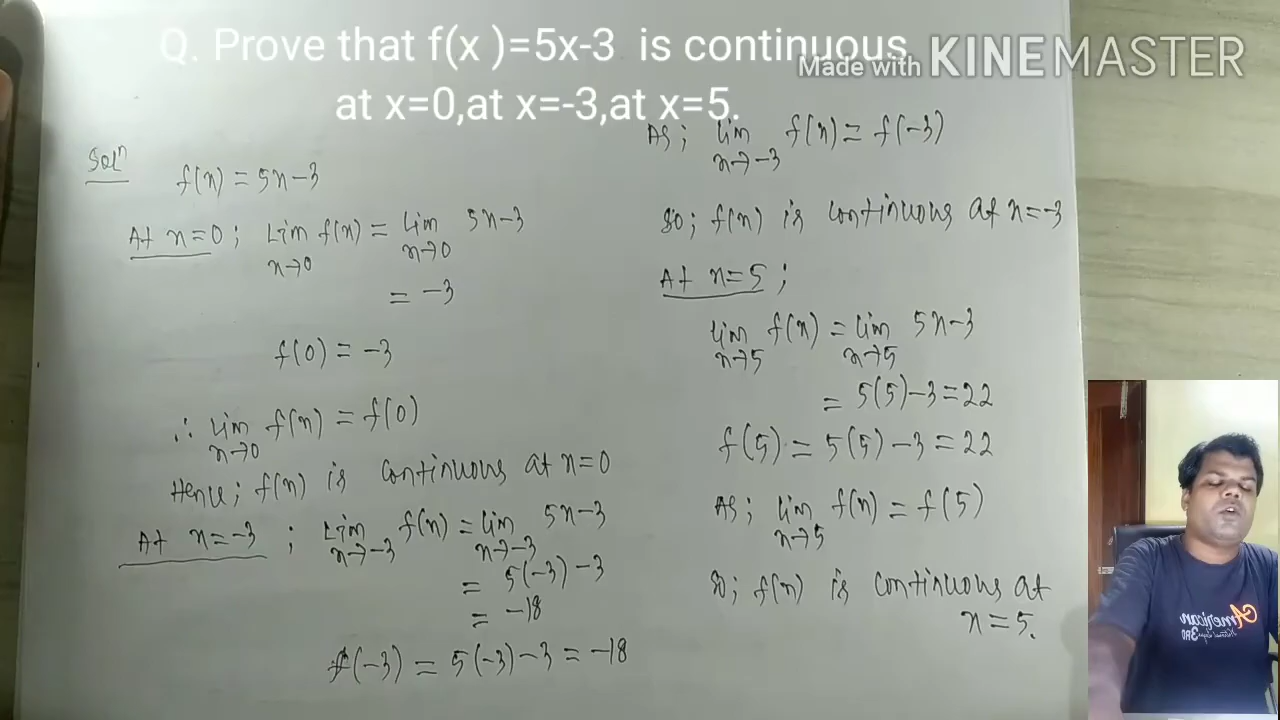 Q. Prove that f(x )=5x-3 is continuous
at x=0,at x=-3,at x=5.
Made with KINEMASTER
Solⁿ
f(x) = 5x-3
At x=0 ; Lim f(x) = Lim 5x-3
x→0 x→0
= -3
f(0) = -3
∴ Lim f(x) = f(0)
x→0
Hence; f(x) is continuous at x=0
At x=-3 ; Lim f(x) = Lim 5x-3
x→-3 x→-3
= 5(-3)-3
= -18
f(-3) = 5(-3)-3 = -18
As; Lim f(x) = f(-3)
x→-3
So; f(x) is continuous at x=-3
At x=5 ;
Lim f(x) = Lim 5x-3
x→5 x→5
= 5(5)-3=22
f(5) = 5(5)-3=22
As; Lim f(x) = f(5)
x→5
So; f(x) is continuous at
x=5.
American
3RD